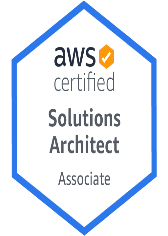 aws
certified
Solutions
Architect
Associate